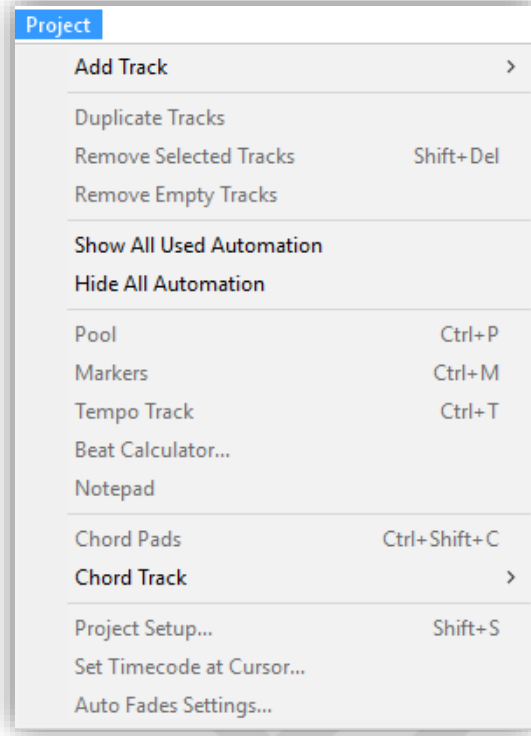 Project
Add Track >
Duplicate Tracks
Remove Selected Tracks Shift+Del
Remove Empty Tracks
Show All Used Automation
Hide All Automation
Pool Ctrl+P
Markers Ctrl+M
Tempo Track Ctrl+T
Beat Calculator...
Notepad
Chord Pads Ctrl+Shift+C
Chord Track >
Project Setup... Shift+S
Set Timecode at Cursor...
Auto Fades Settings...